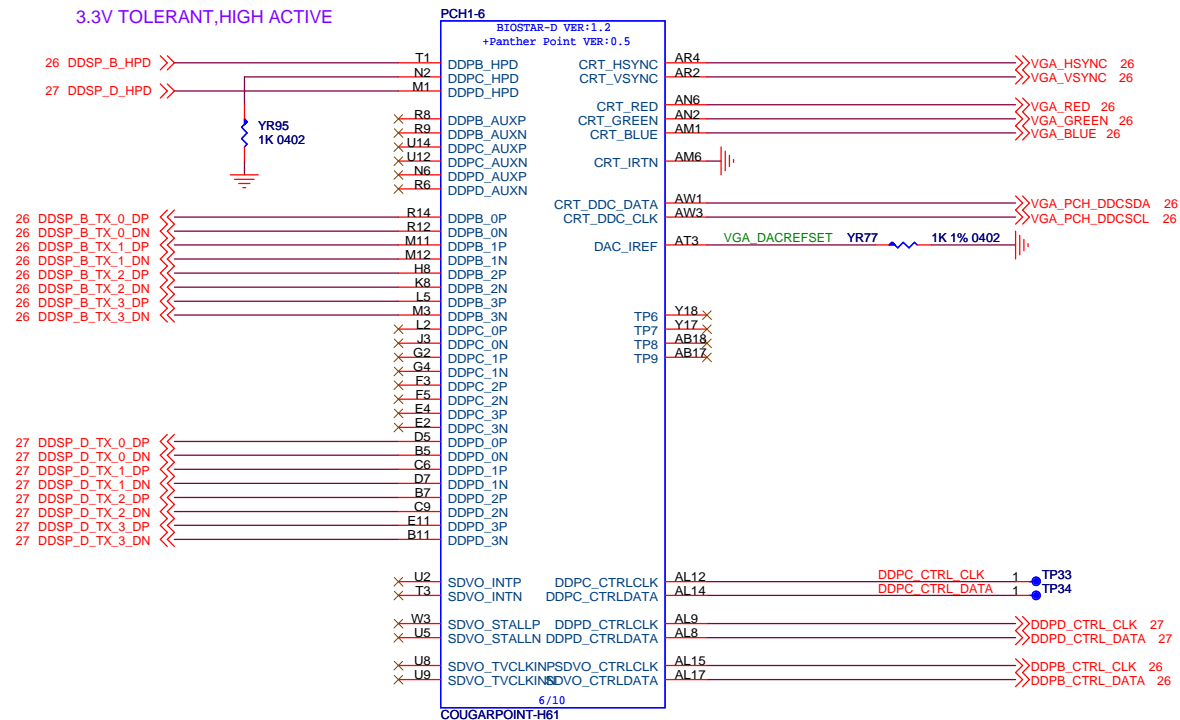 3.3V TOLERANT,HIGH ACTIVE
PCH1-6
BIOSTAR-D VER:1.2
+Panther Point VER:0.5
26 DDSP_B_HPD T1 DDPB_HPD CRT_HSYNC AR4 VGA_HSYNC 26
N2 DDPC_HPD CRT_VSYNC AR2 VGA_VSYNC 26
27 DDSP_D_HPD M1 DDPD_HPD
CRT_RED AN6 VGA_RED 26
R8 DDPB_AUXP CRT_GREEN AN2 VGA_GREEN 26
YR95 R9 DDPB_AUXN CRT_BLUE AM1 VGA_BLUE 26
1K 0402 U14 DDPC_AUXP
U12 DDPC_AUXN CRT_IRTN AM6
N6 DDPD_AUXP
R6 DDPD_AUXN
CRT_DDC_DATA AW1 VGA_PCH_DDCSDA 26
26 DDSP_B_TX_0_DP R14 DDPB_0P CRT_DDC_CLK AW3 VGA_PCH_DDCSCL 26
26 DDSP_B_TX_0_DN R12 DDPB_0N
26 DDSP_B_TX_1_DP M11 DDPB_1P DAC_IREF AT3 VGA_DACREFSET YR77 1K 1% 0402
26 DDSP_B_TX_1_DN M12 DDPB_1N
26 DDSP_B_TX_2_DP H8 DDPB_2P
26 DDSP_B_TX_2_DN K8 DDPB_2N
26 DDSP_B_TX_3_DP L5 DDPB_3P
26 DDSP_B_TX_3_DN M3 DDPB_3N TP6 Y18
L2 DDPC_0P TP7 Y17
J3 DDPC_0N TP8 AB18
G2 DDPC_1P TP9 AB17
G4 DDPC_1N
F3 DDPC_2P
F5 DDPC_2N
E4 DDPC_3P
E2 DDPC_3N
27 DDSP_D_TX_0_DP D5 DDPD_0P
27 DDSP_D_TX_0_DN B5 DDPD_0N
27 DDSP_D_TX_1_DP C6 DDPD_1P
27 DDSP_D_TX_1_DN D7 DDPD_1N
27 DDSP_D_TX_2_DP B7 DDPD_2P
27 DDSP_D_TX_2_DN C9 DDPD_2N
27 DDSP_D_TX_3_DP E11 DDPD_3P
27 DDSP_D_TX_3_DN B11 DDPD_3N
U2 SDVO_INTP DDPC_CTRLCLK AL12 DDPC_CTRL_CLK 1 TP33
T3 SDVO_INTN DDPC_CTRLDATA AL14 DDPC_CTRL_DATA 1 TP34
W3 SDVO_STALLP DDPD_CTRLCLK AL9 DDPD_CTRL_CLK 27
U5 SDVO_STALLN DDPD_CTRLDATA AL8 DDPD_CTRL_DATA 27
U8 SDVO_TVCLKINP SDVO_CTRLCLK AL15 DDPB_CTRL_CLK 26
U9 SDVO_TVCLKINN SDVO_CTRLDATA AL17 DDPB_CTRL_DATA 26
6/10
COUGARPOINT-H61